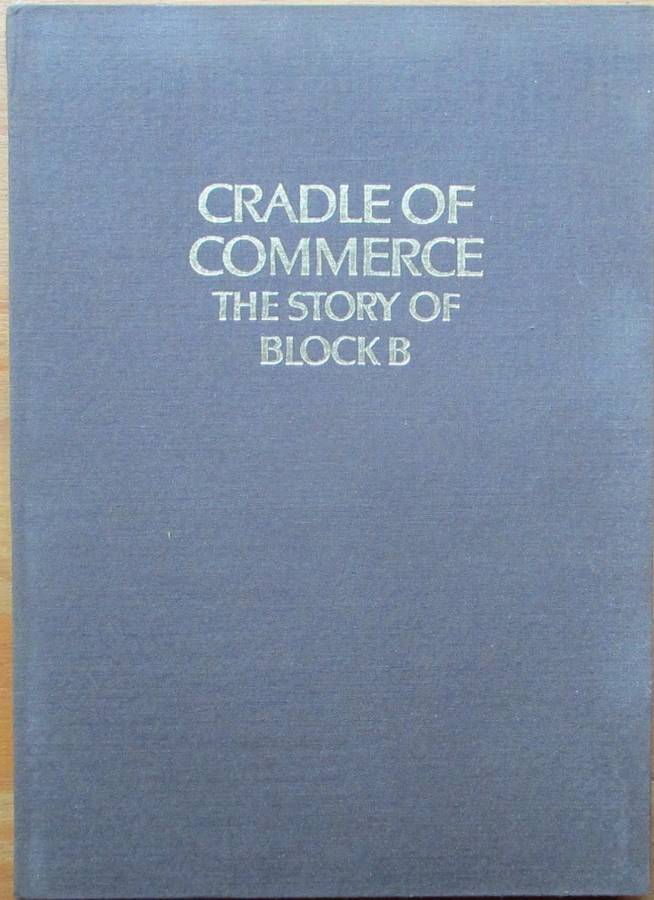 CRADLE OF
COMMERCE
THE STORY OF
BLOCK B